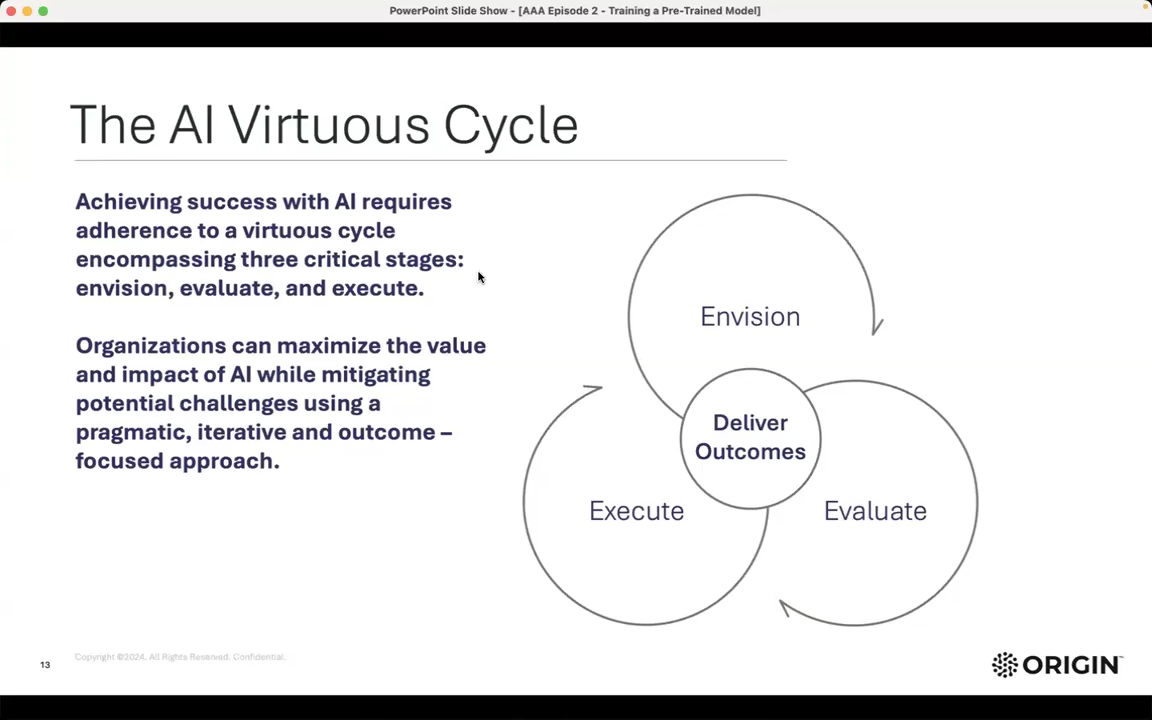 PowerPoint Slide Show - [AAA Episode 2 - Training a Pre-Trained Model]
The AI Virtuous Cycle
Achieving success with AI requires
adherence to a virtuous cycle
encompassing three critical stages:
envision, evaluate, and execute.
Organizations can maximize the value
and impact of AI while mitigating
potential challenges using a
pragmatic, iterative and outcome –
focused approach.
Envision
Deliver
Outcomes
Execute
Evaluate
13
Copyright ©2024. All Rights Reserved. Confidential.
ORIGIN™